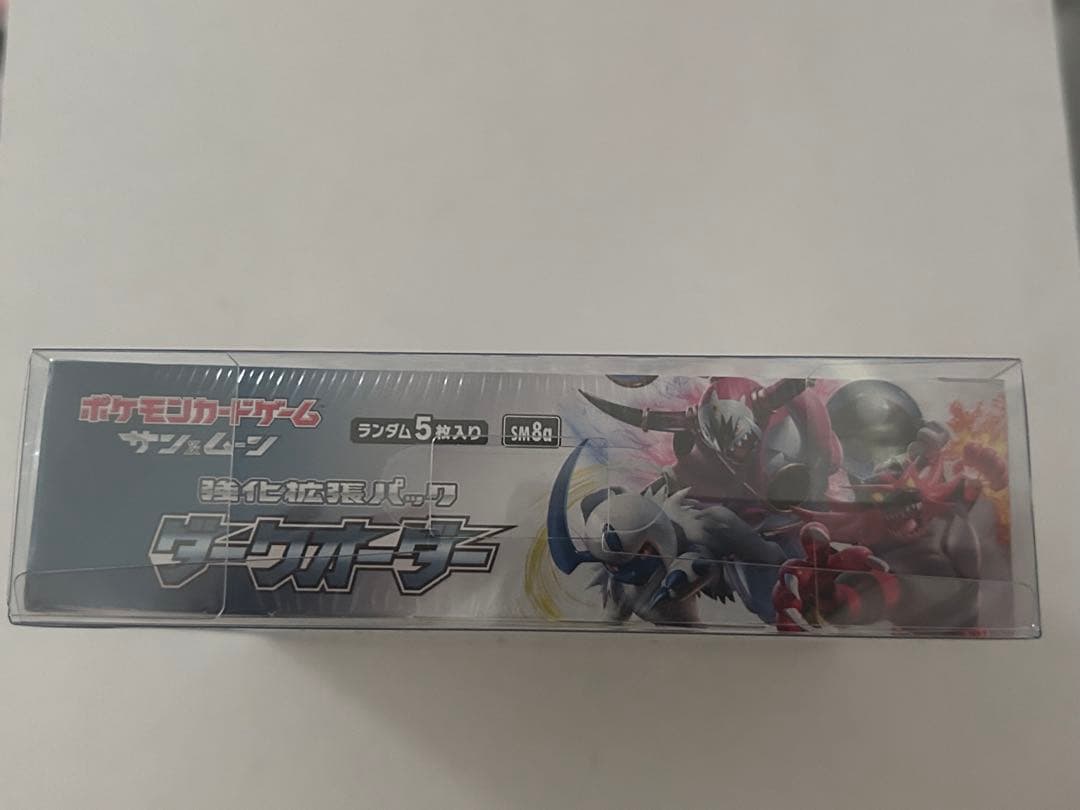 ポケモンカードゲーム
サン&ムーン
ランダム5枚入り
SM8a
強化拡張パック
ダークオーダー